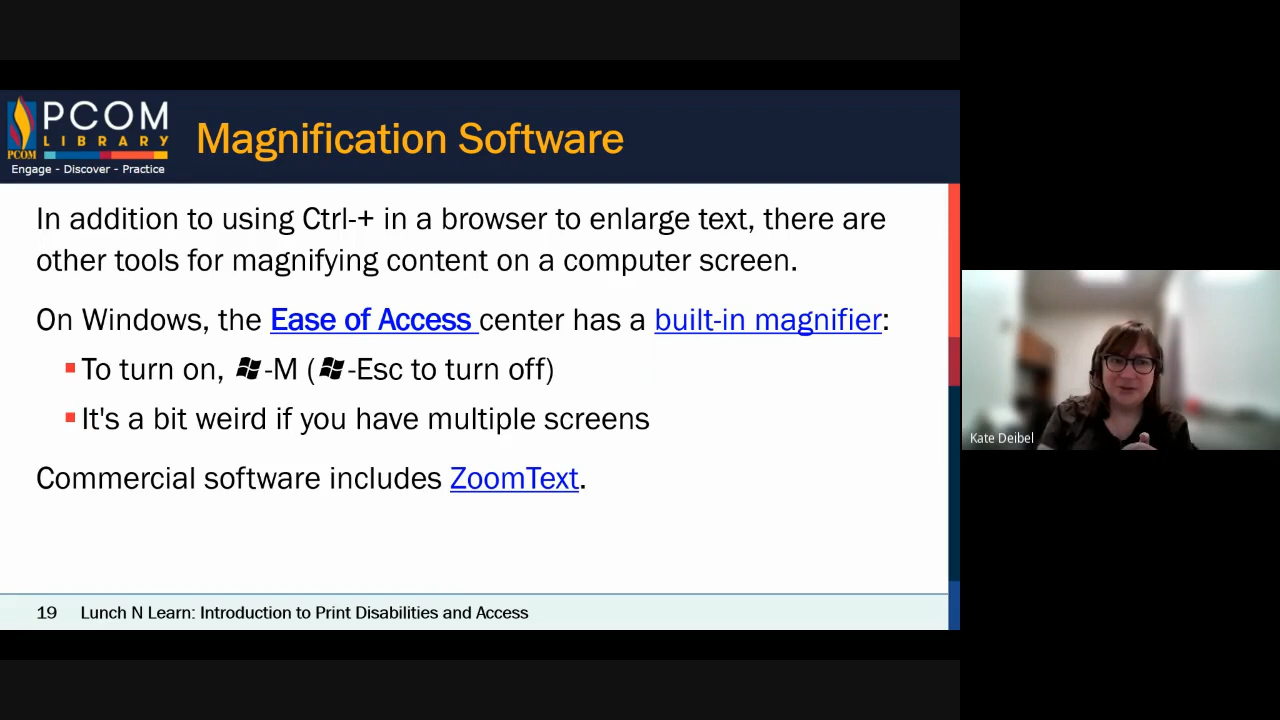 PCOM
LIBRARY
PCOM
Engage - Discover - Practice
Magnification Software
In addition to using Ctrl-+ in a browser to enlarge text, there are
other tools for magnifying content on a computer screen.
On Windows, the Ease of Access center has a built-in magnifier:
To turn on, -M ( -Esc to turn off)
It's a bit weird if you have multiple screens
Commercial software includes ZoomText.
19 Lunch N Learn: Introduction to Print Disabilities and Access
Kate Deibel